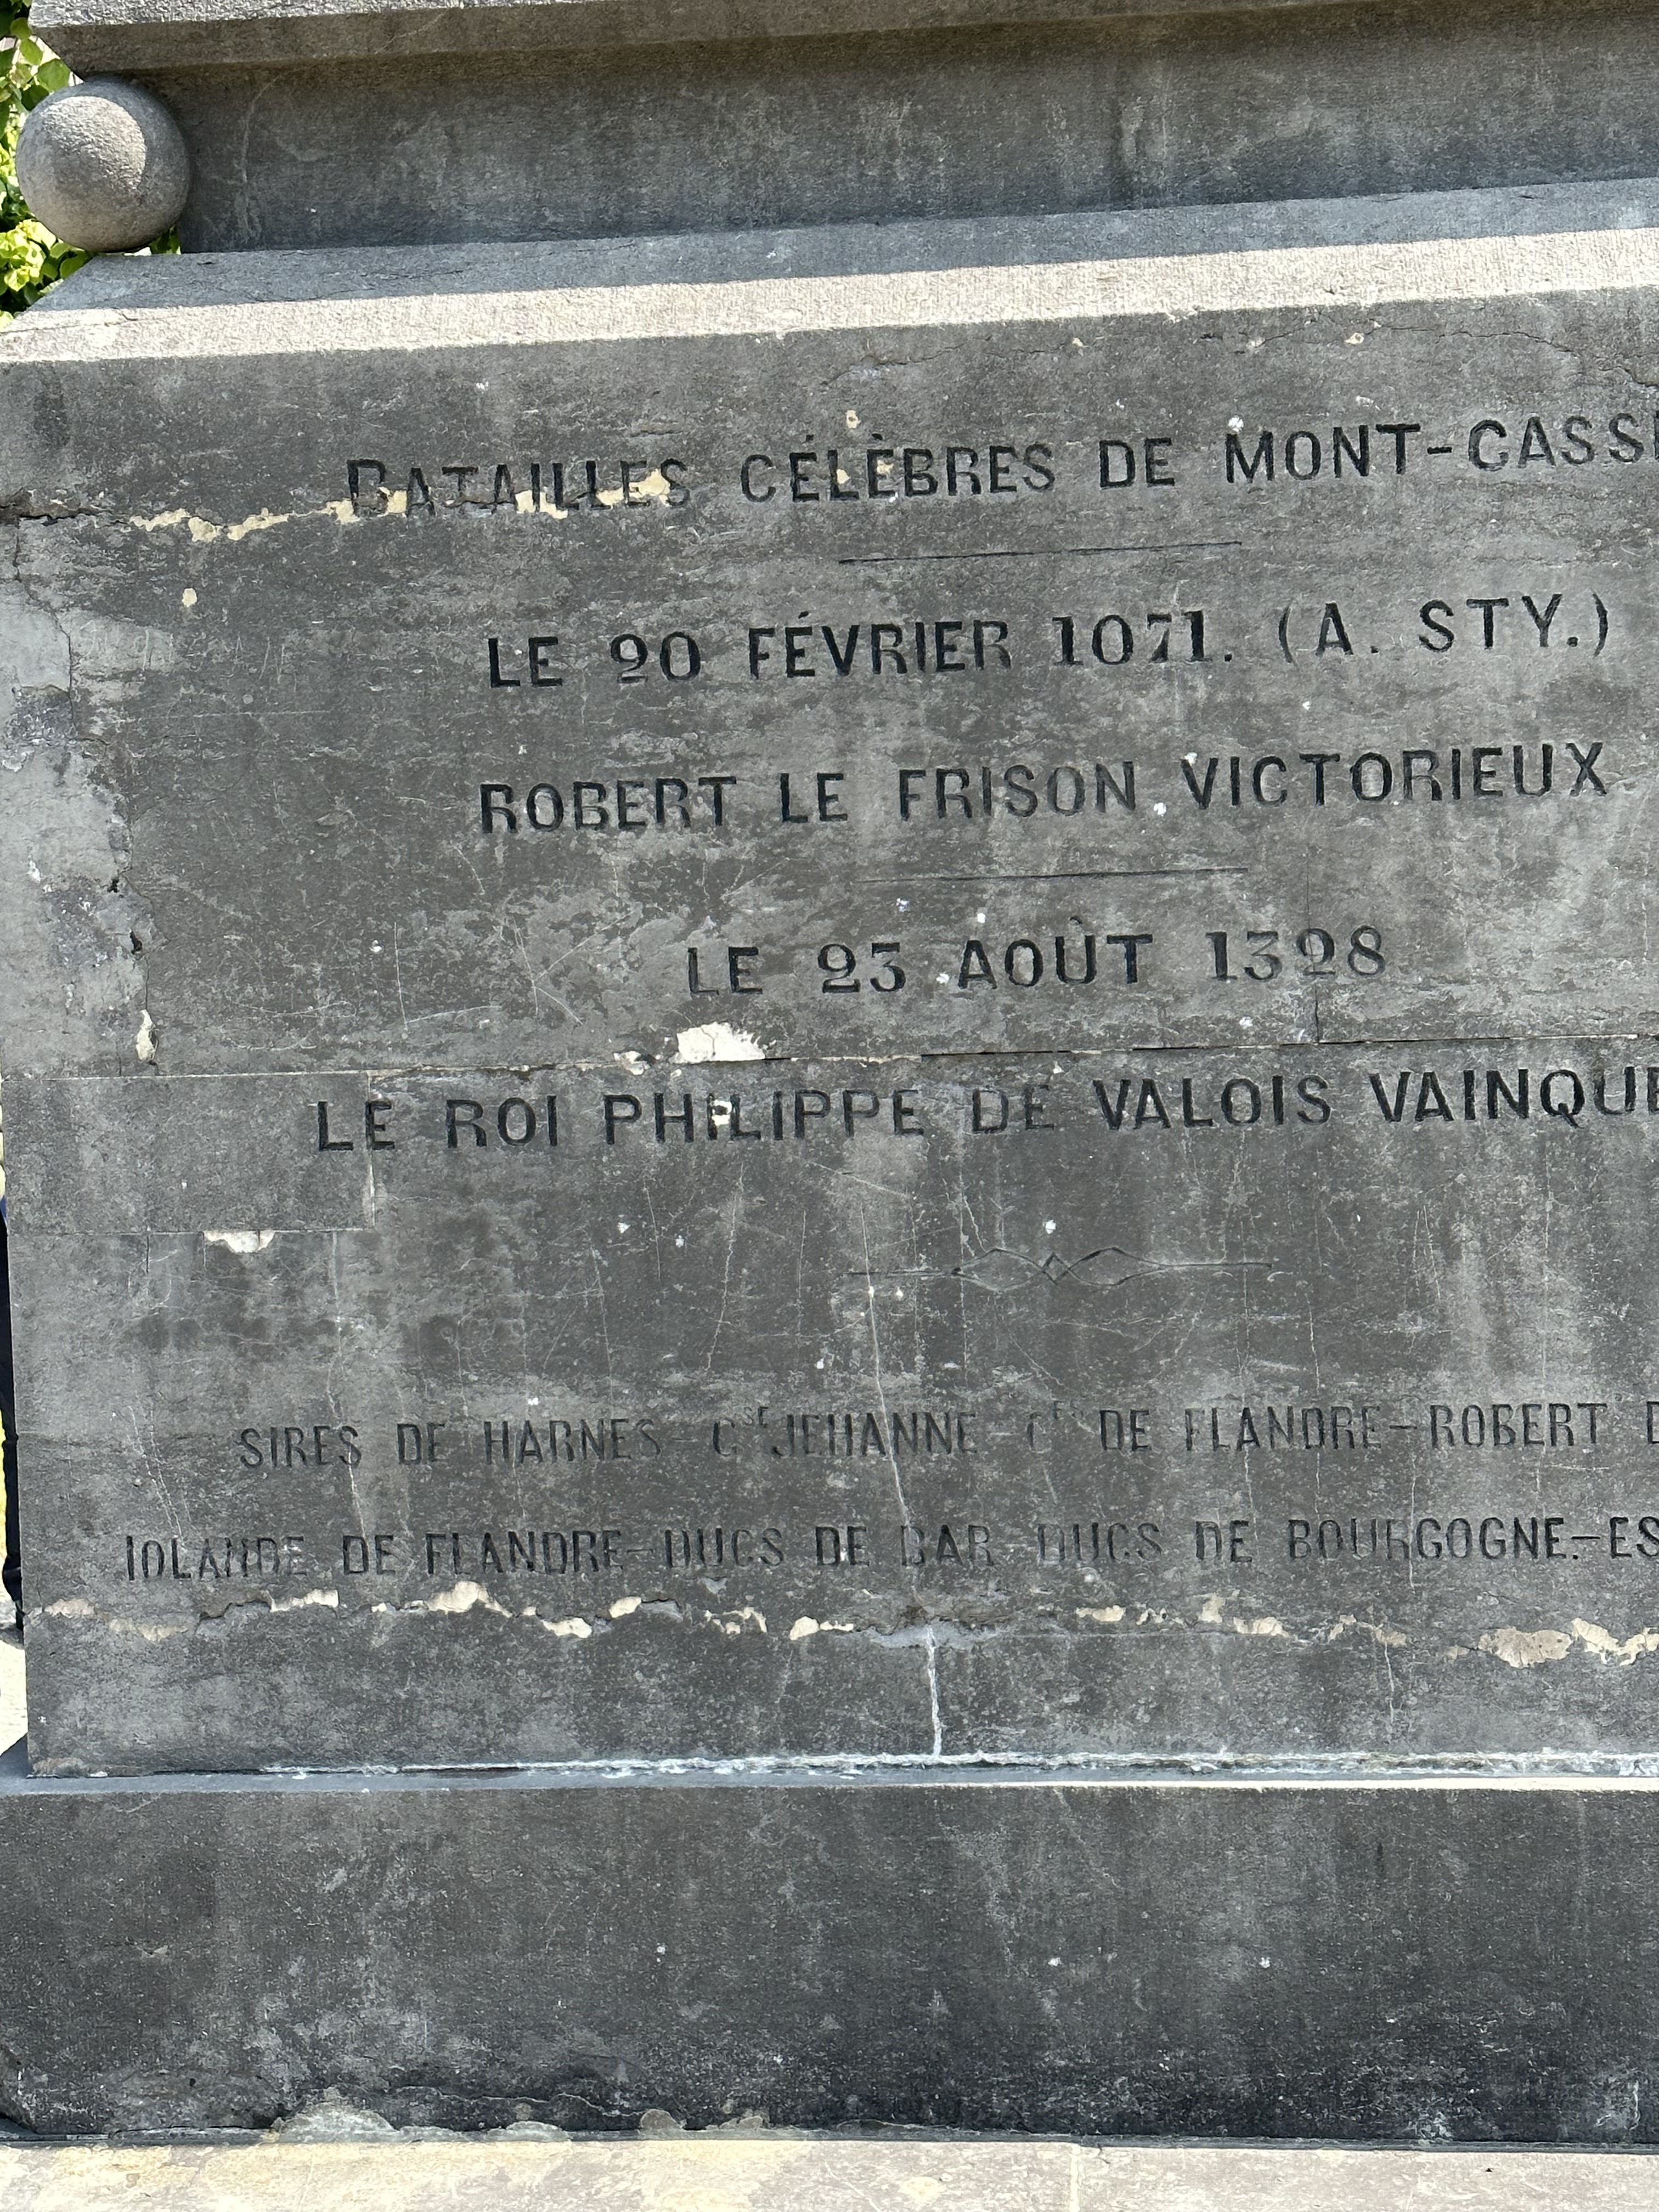 BATAILLES CÉLÈBRES DE MONT-CASSE
LE 20 FÉVRIER 1071. (A. STY.)
ROBERT LE FRISON VICTORIEUX
LE 23 AOÛT 1328
LE ROI PHILIPPE DE VALOIS VAINQUE
SIRES DE HARNES-CSE JEHANNE DE FLANDRE-ROBERT D
IOLANDE DE FLANDRE-DUCS DE BAR-DUCS DE BOURGOGNE.-ES